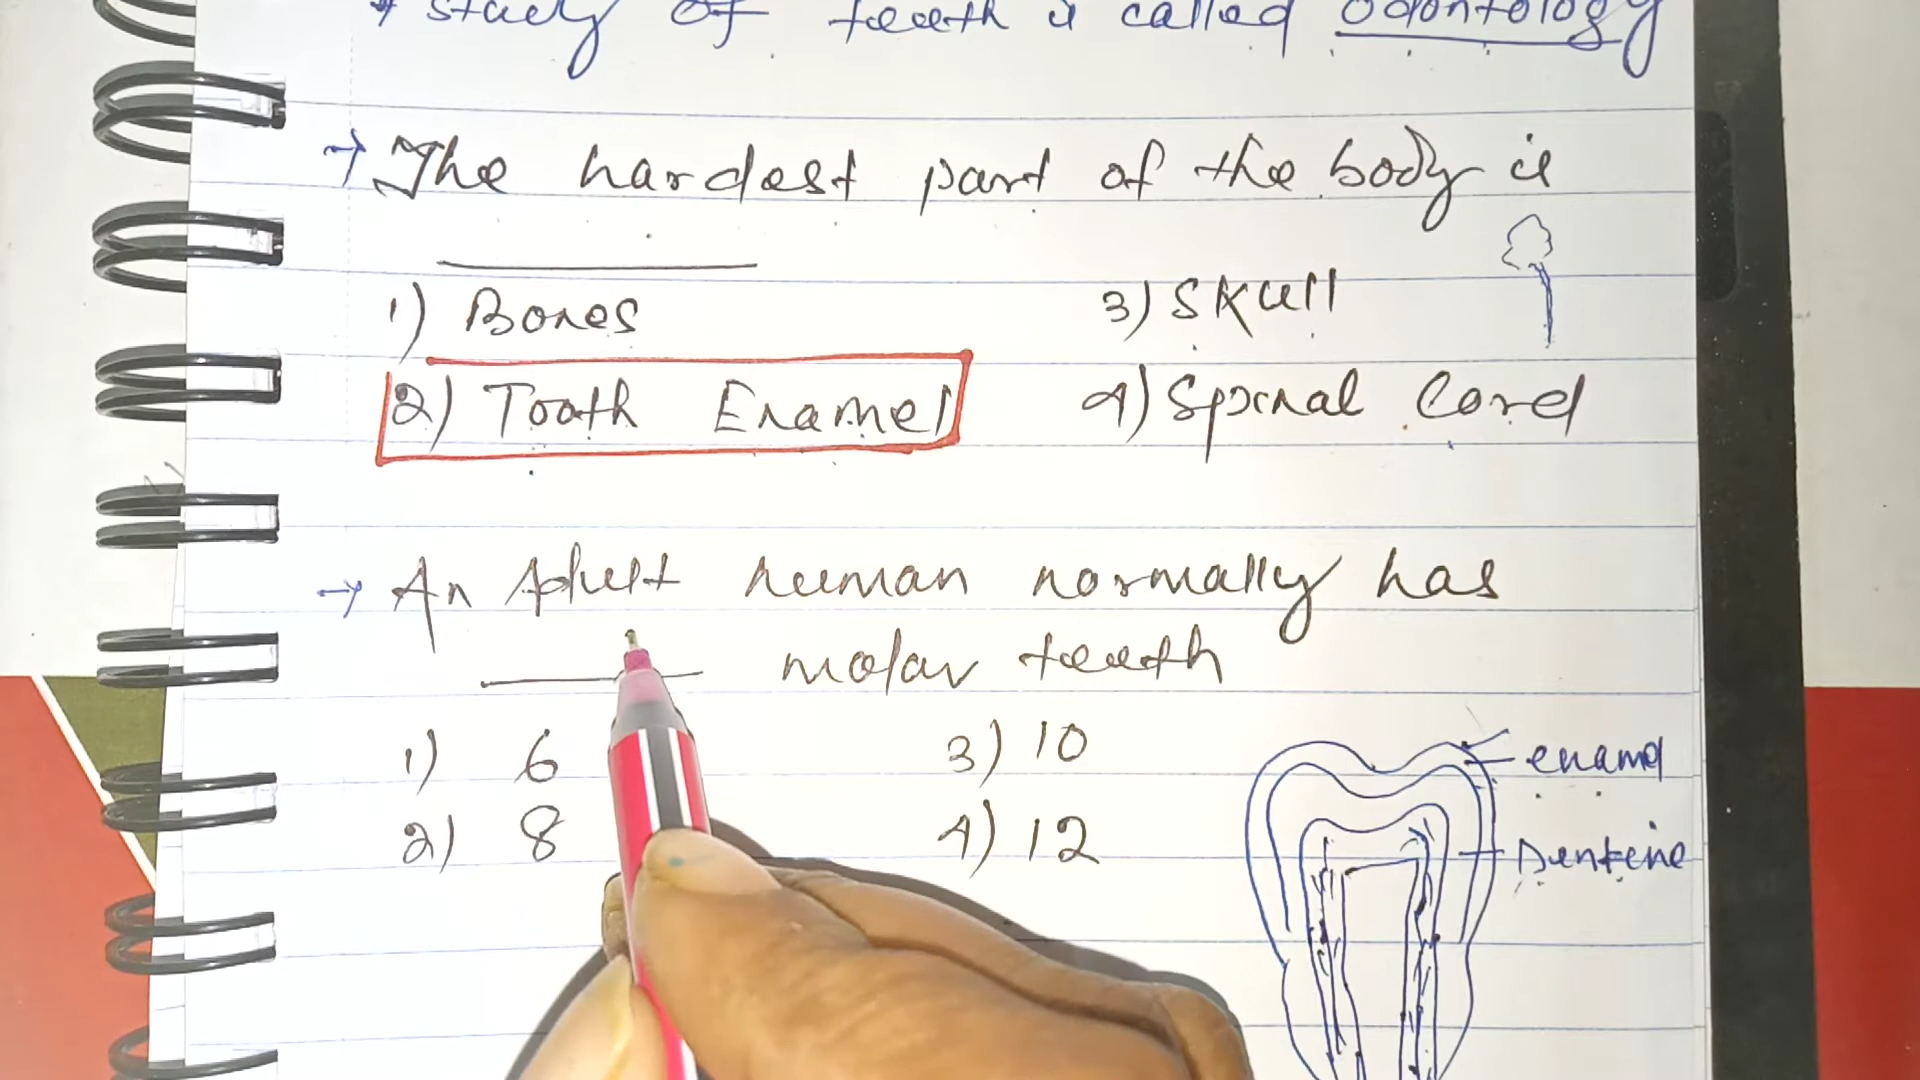 → study of teeth is called odontology
→ The hardest part of the body is
1) Bones 3) Skull
2) Tooth Enamel 4) Spinal Cord
→ An Adult human normally has
molar teeth
1) 6 3) 10
2) 8 4) 12
enamel
Dentine